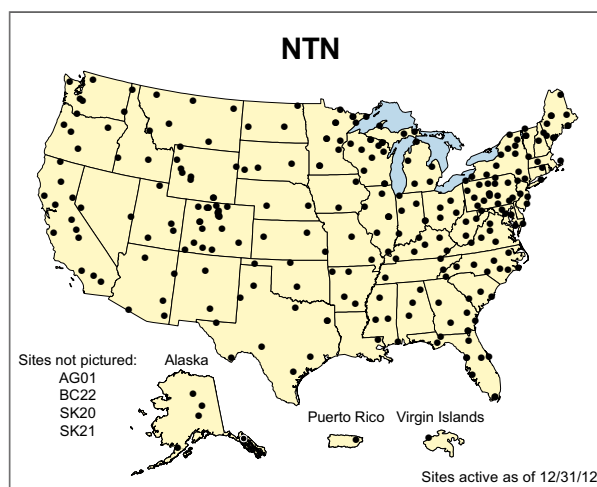 NTN
Sites not pictured:
AG01
BC22
SK20
SK21
Alaska
Puerto Rico
Virgin Islands
Sites active as of 12/31/12